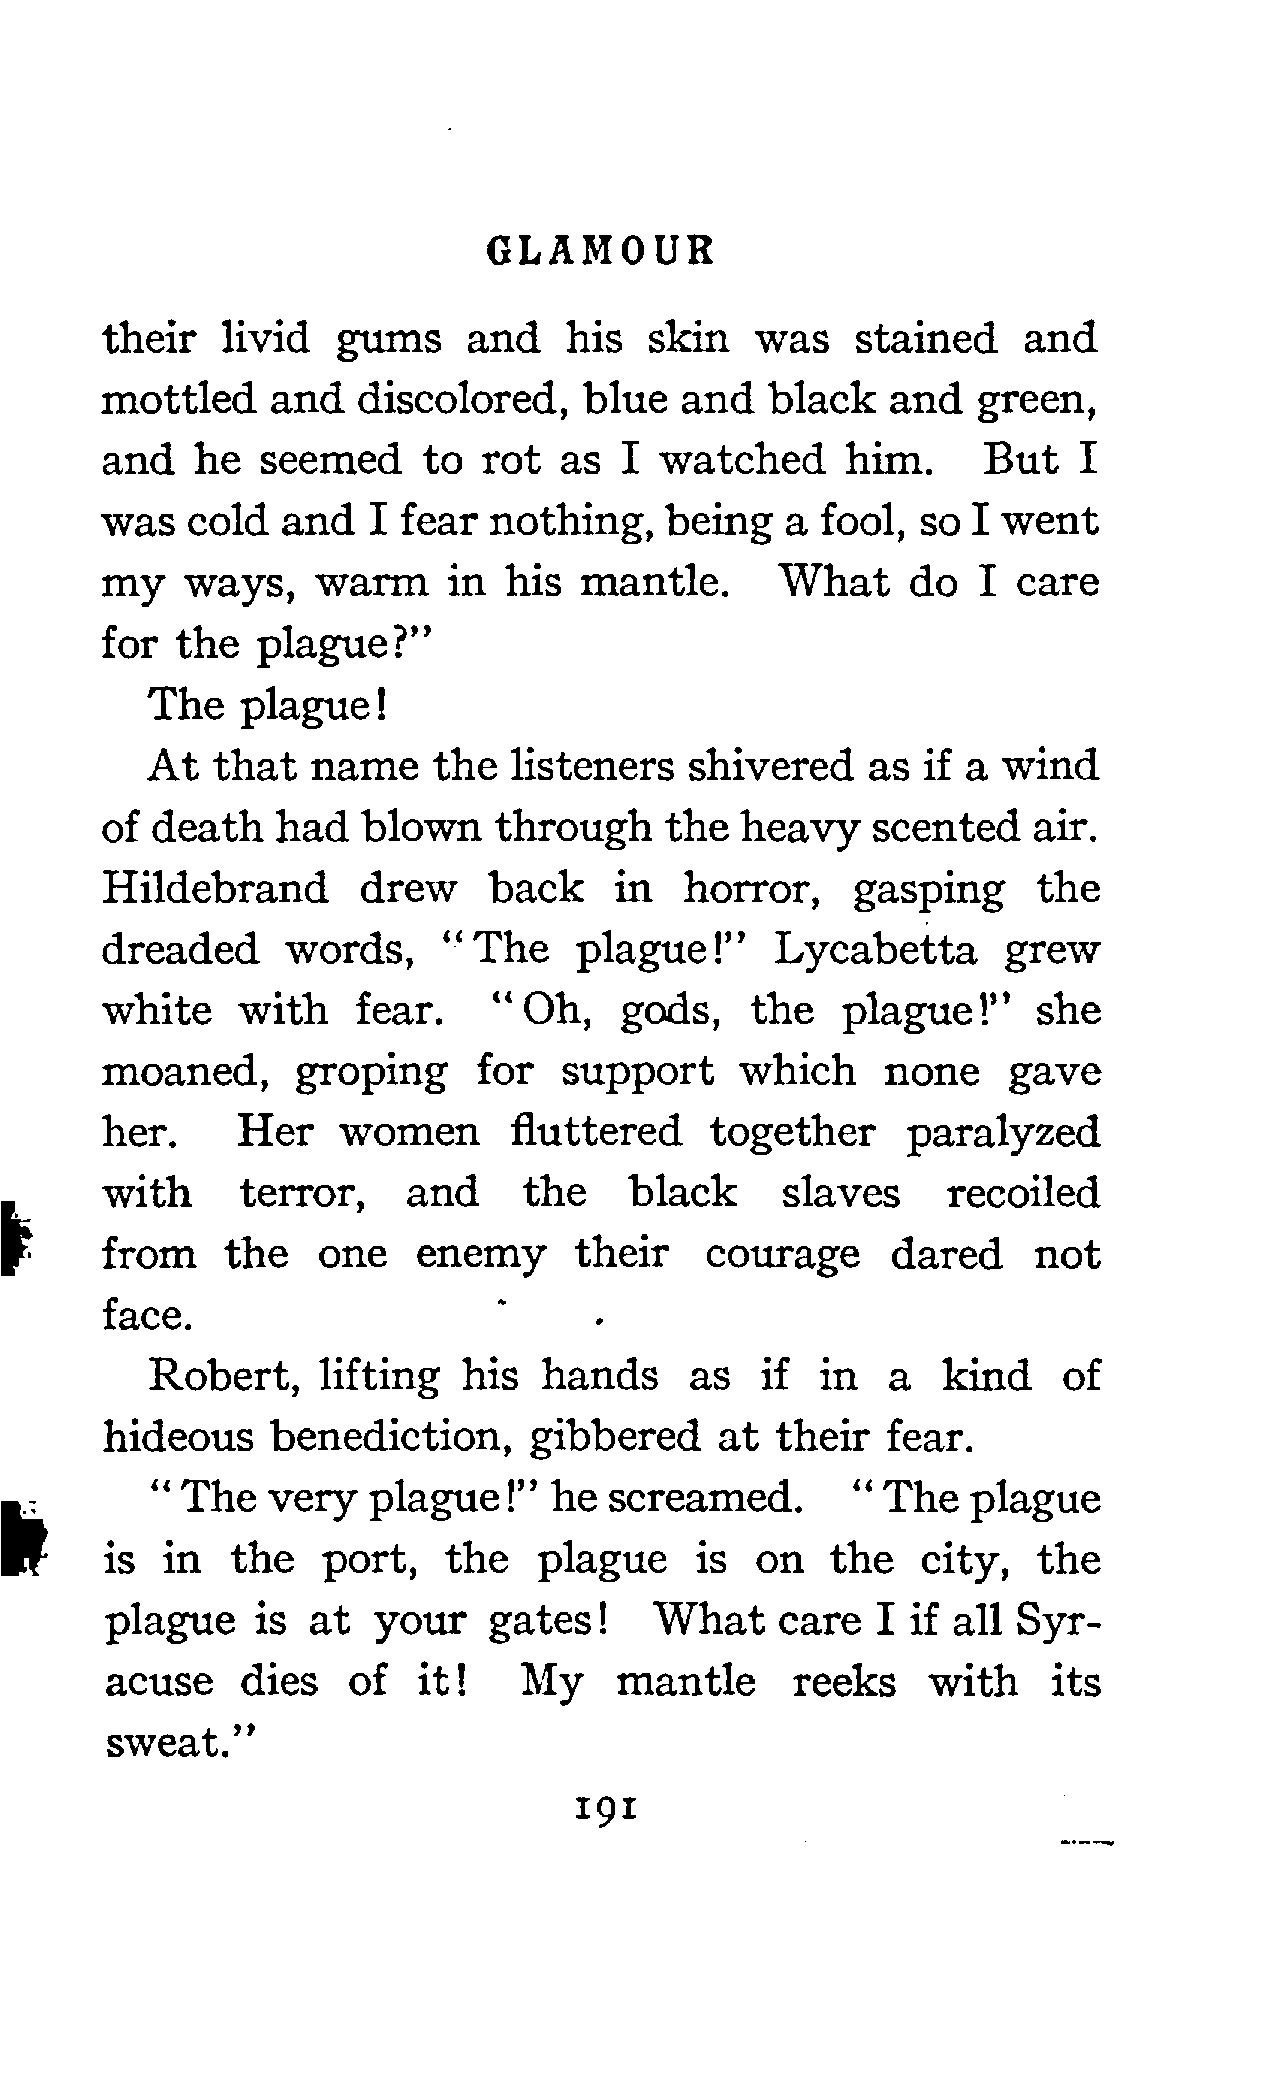 GLAMOUR
their livid gums and his skin was stained and
mottled and discolored, blue and black and green,
and he seemed to rot as I watched him. But I
was cold and I fear nothing, being a fool, so I went
my ways, warm in his mantle. What do I care
for the plague?"
The plague!
At that name the listeners shivered as if a wind
of death had blown through the heavy scented air.
Hildebrand drew back in horror, gasping the
dreaded words, "The plague!" Lycabetta grew
white with fear. "Oh, gods, the plague!" she
moaned, groping for support which none gave
her. Her women fluttered together paralyzed
with terror, and the black slaves recoiled
from the one enemy their courage dared not
face.
Robert, lifting his hands as if in a kind of
hideous benediction, gibbered at their fear.
"The very plague!" he screamed. "The plague
is in the port, the plague is on the city, the
plague is at your gates! What care I if all Syr-
acuse dies of it! My mantle reeks with its
sweat."
191